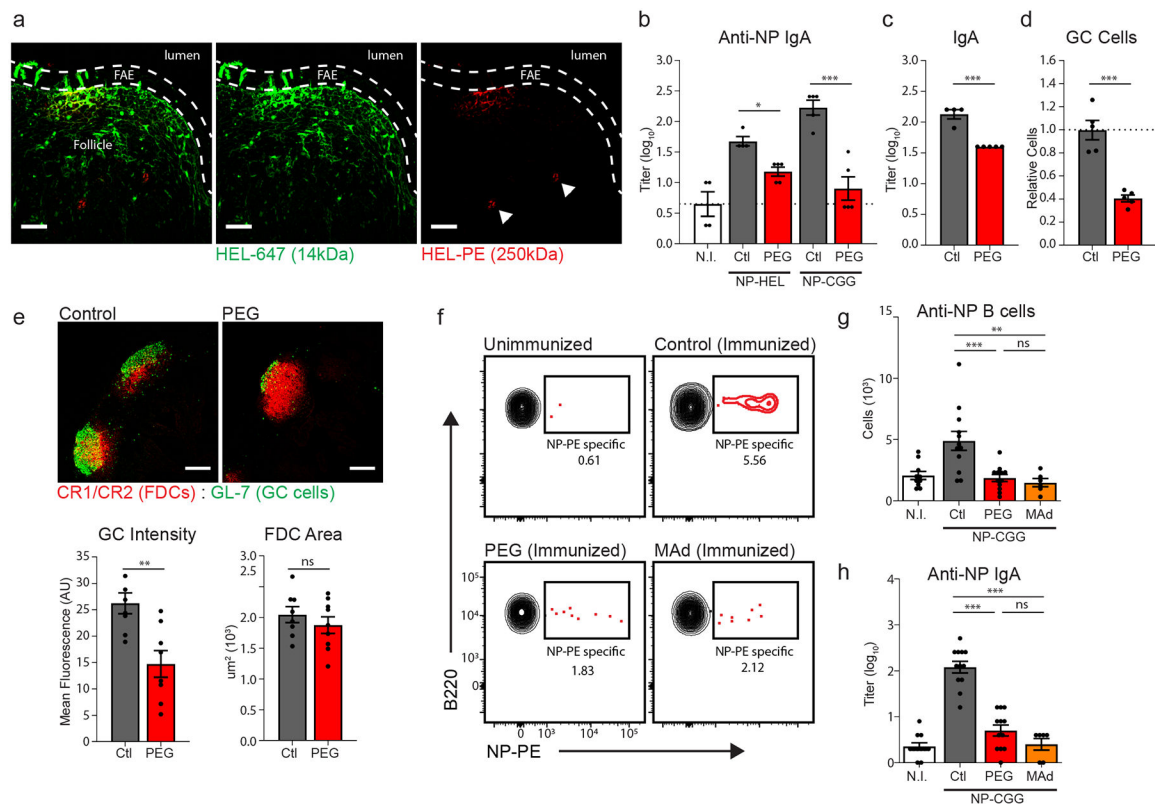 a
lumen
FAE
Follicle
lumen
FAE
lumen
FAE
HEL-647 (14kDa)
HEL-PE (250kDa)
b
Anti-NP IgA
*
***
Titer (log10)
3.0
2.5
2.0
1.5
1.0
0.5
0.0
N.I.
Ctl
PEG
Ctl
PEG
NP-HEL
NP-CGG
c
IgA
***
Titer (log10)
3.0
2.5
2.0
1.5
1.0
0.5
0.0
Ctl
PEG
d
GC Cells
***
Relative Cells
1.6
1.4
1.2
1.0
0.8
0.6
0.4
0.2
0
Ctl
PEG
e
Control
PEG
CR1/CR2 (FDCs) : GL-7 (GC cells)
GC Intensity
**
Mean Fluorescence (AU)
35
30
25
20
15
10
5
0
Ctl
PEG
FDC Area
ns
um² (10³)
3.0
3.0
2.5
2.0
1.5
1.0
0.5
0.0
Ctl
PEG
f
Unimmunized
NP-PE specific
0.61
Control (Immunized)
NP-PE specific
5.56
PEG (Immunized)
NP-PE specific
1.83
MAd (Immunized)
NP-PE specific
2.12
10⁵
10⁴
10³
0
10³
0
10³
10⁴
10⁵
B220
NP-PE
g
Anti-NP B cells
**
***
ns
Cells (10³)
15
10
5
0
N.I.
Ctl
PEG
MAd
NP-CGG
h
Anti-NP IgA
***
***
ns
Titer (log10)
4
3
2
1
0
N.I.
Ctl
PEG
MAd
NP-CGG